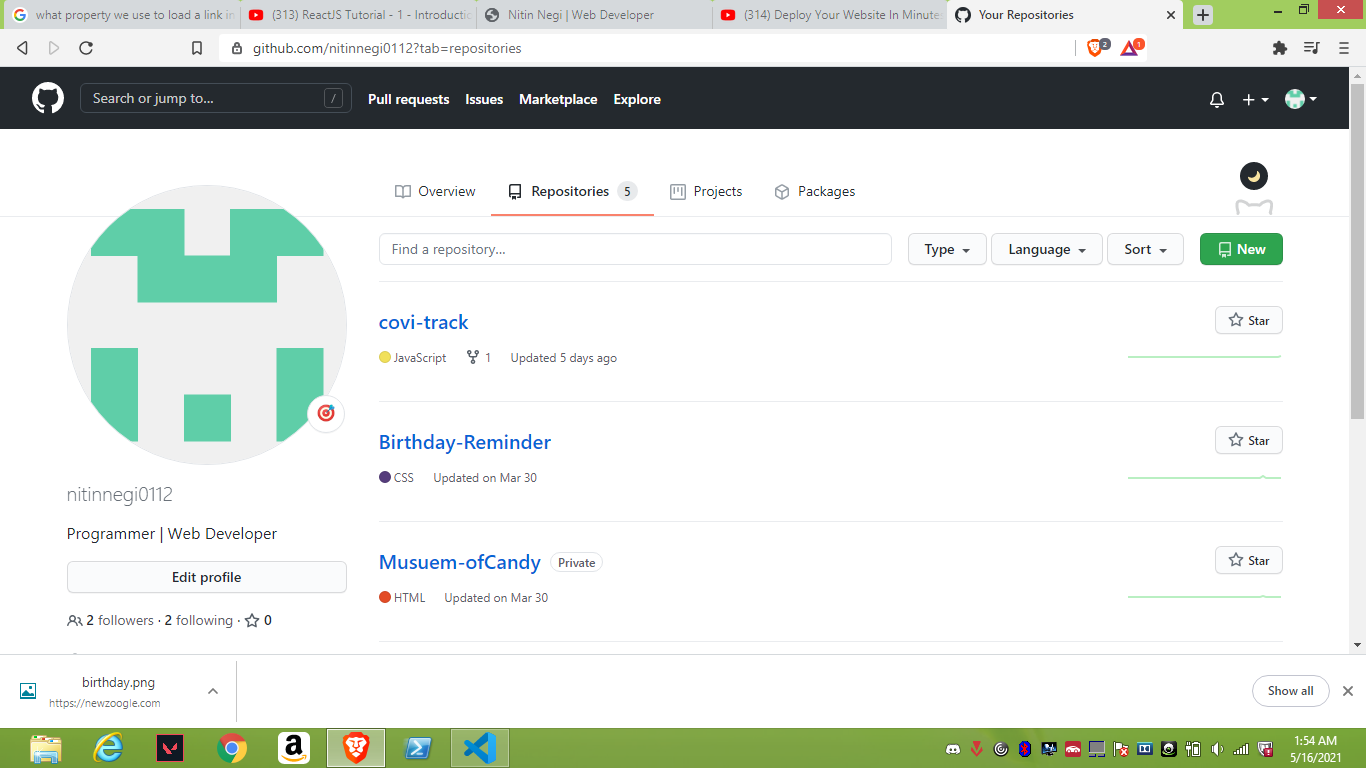 what property we use to load a link in
(313) ReactJS Tutorial - 1 - Introductio
Nitin Negi | Web Developer
(314) Deploy Your Website In Minutes
Your Repositories
github.com/nitinnegi0112?tab=repositories
2
1
Search or jump to...
/
Pull requests
Issues
Marketplace
Explore
Overview
Repositories 5
Projects
Packages
Find a repository...
Type
Language
Sort
New
covi-track
Star
JavaScript 1 Updated 5 days ago
Birthday-Reminder
Star
CSS Updated on Mar 30
Musuem-ofCandy Private
Star
HTML Updated on Mar 30
nitinnegi0112
Programmer | Web Developer
Edit profile
2 followers · 2 following · 0
birthday.png
https://newzoogle.com
Show all
1:54 AM
5/16/2021